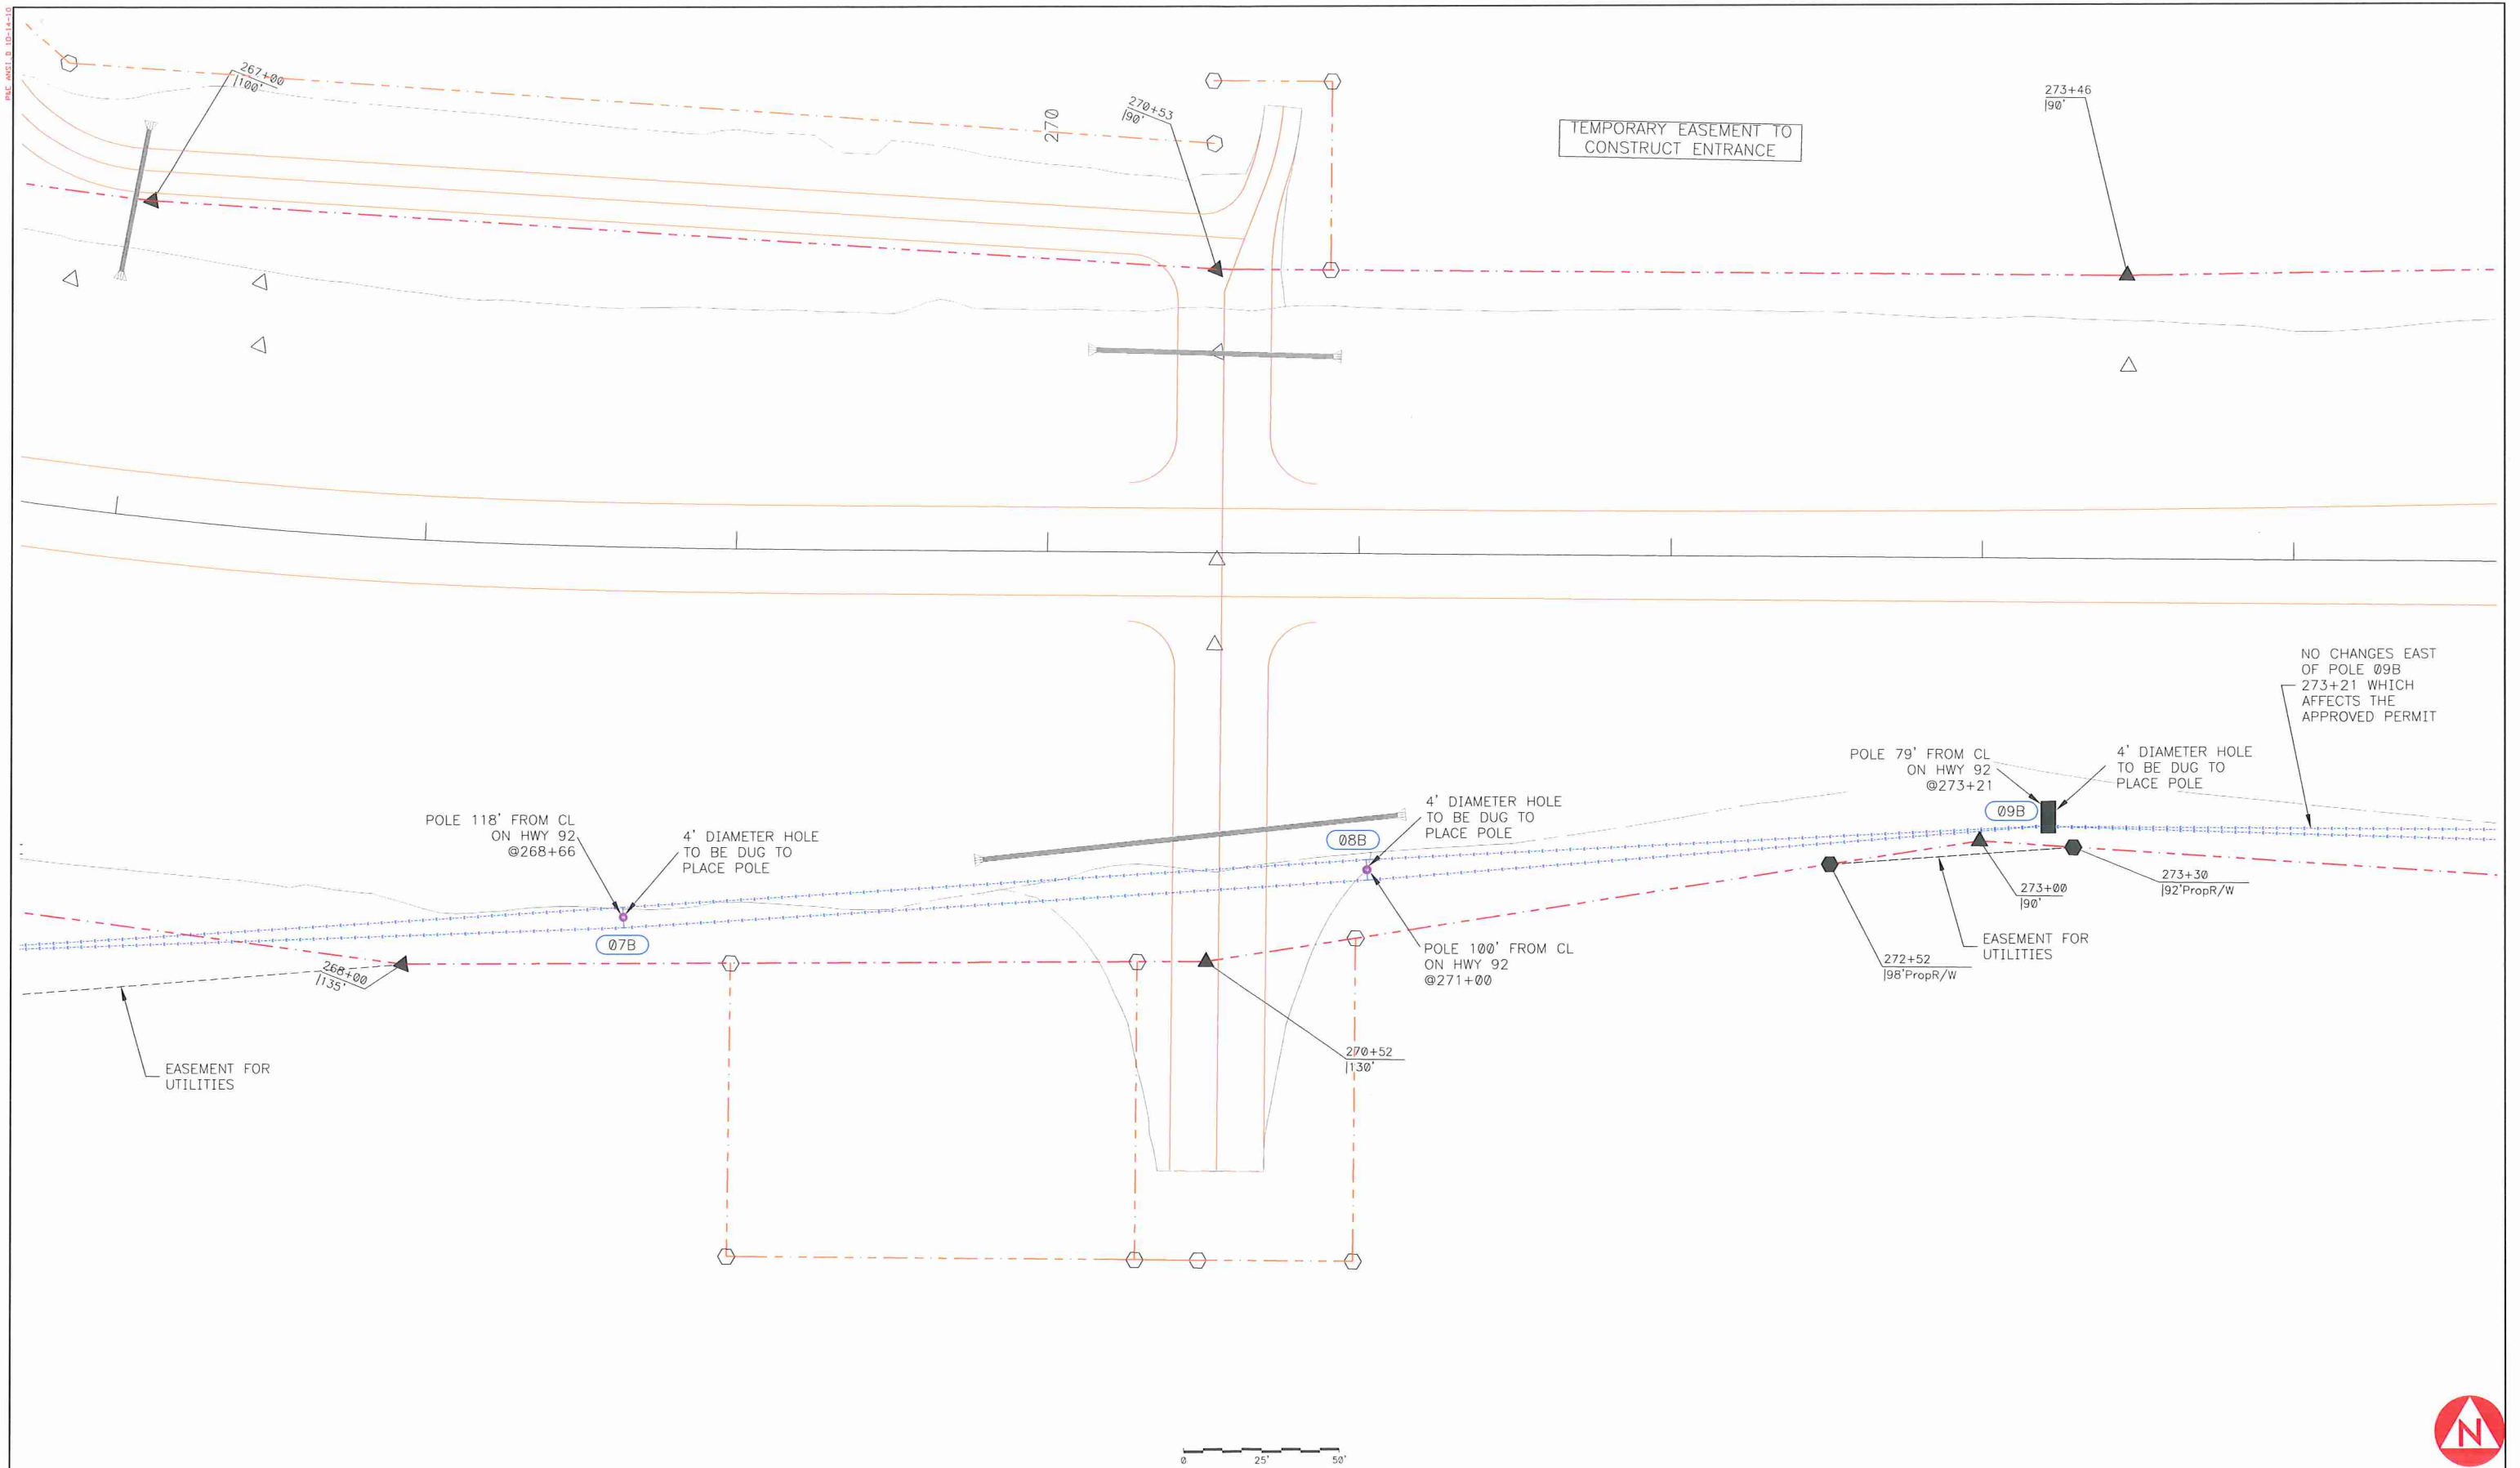 P&C ANSI_D 10-14-10
267+00
100'
270
270+53
90'
TEMPORARY EASEMENT TO
CONSTRUCT ENTRANCE
273+46
90'
NO CHANGES EAST
OF POLE 09B
273+21 WHICH
AFFECTS THE
APPROVED PERMIT
POLE 79' FROM CL
ON HWY 92
@273+21
4' DIAMETER HOLE
TO BE DUG TO
PLACE POLE
09B
POLE 118' FROM CL
ON HWY 92
@268+66
4' DIAMETER HOLE
TO BE DUG TO
PLACE POLE
07B
4' DIAMETER HOLE
TO BE DUG TO
PLACE POLE
08B
POLE 100' FROM CL
ON HWY 92
@271+00
273+30
92'PropR/W
273+00
90'
EASEMENT FOR
UTILITIES
272+52
98'PropR/W
268+00
135'
EASEMENT FOR
UTILITIES
270+52
130'
0 25' 50'
N